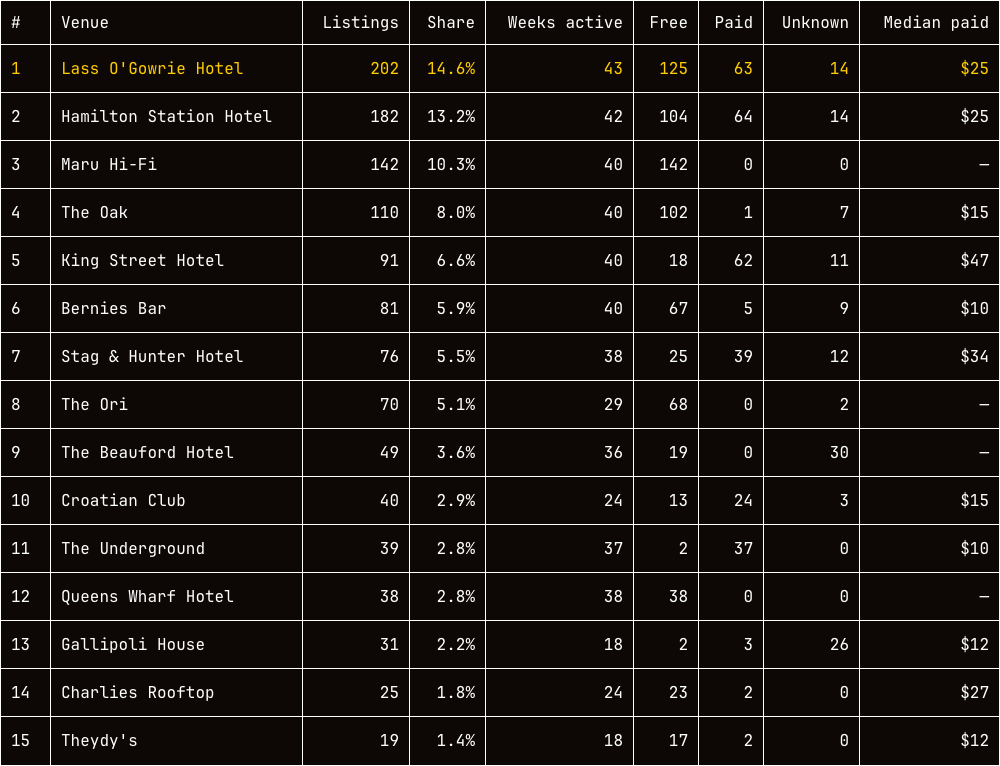 # Venue Listings Share Weeks active Free Paid Unknown Median paid
1 Lass O'Gowrie Hotel 202 14.6% 43 125 63 14 $25
2 Hamilton Station Hotel 182 13.2% 42 104 64 14 $25
3 Maru Hi-Fi 142 10.3% 40 142 0 0 —
4 The Oak 110 8.0% 40 102 1 7 $15
5 King Street Hotel 91 6.6% 40 18 62 11 $47
6 Bernies Bar 81 5.9% 40 67 5 9 $10
7 Stag & Hunter Hotel 76 5.5% 38 25 39 12 $34
8 The Ori 70 5.1% 29 68 0 2 —
9 The Beauford Hotel 49 3.6% 36 19 0 30 —
10 Croatian Club 40 2.9% 24 13 24 3 $15
11 The Underground 39 2.8% 37 2 37 0 $10
12 Queens Wharf Hotel 38 2.8% 38 38 0 0 —
13 Gallipoli House 31 2.2% 18 2 3 26 $12
14 Charlies Rooftop 25 1.8% 24 23 2 0 $27
15 Theydy's 19 1.4% 18 17 2 0 $12